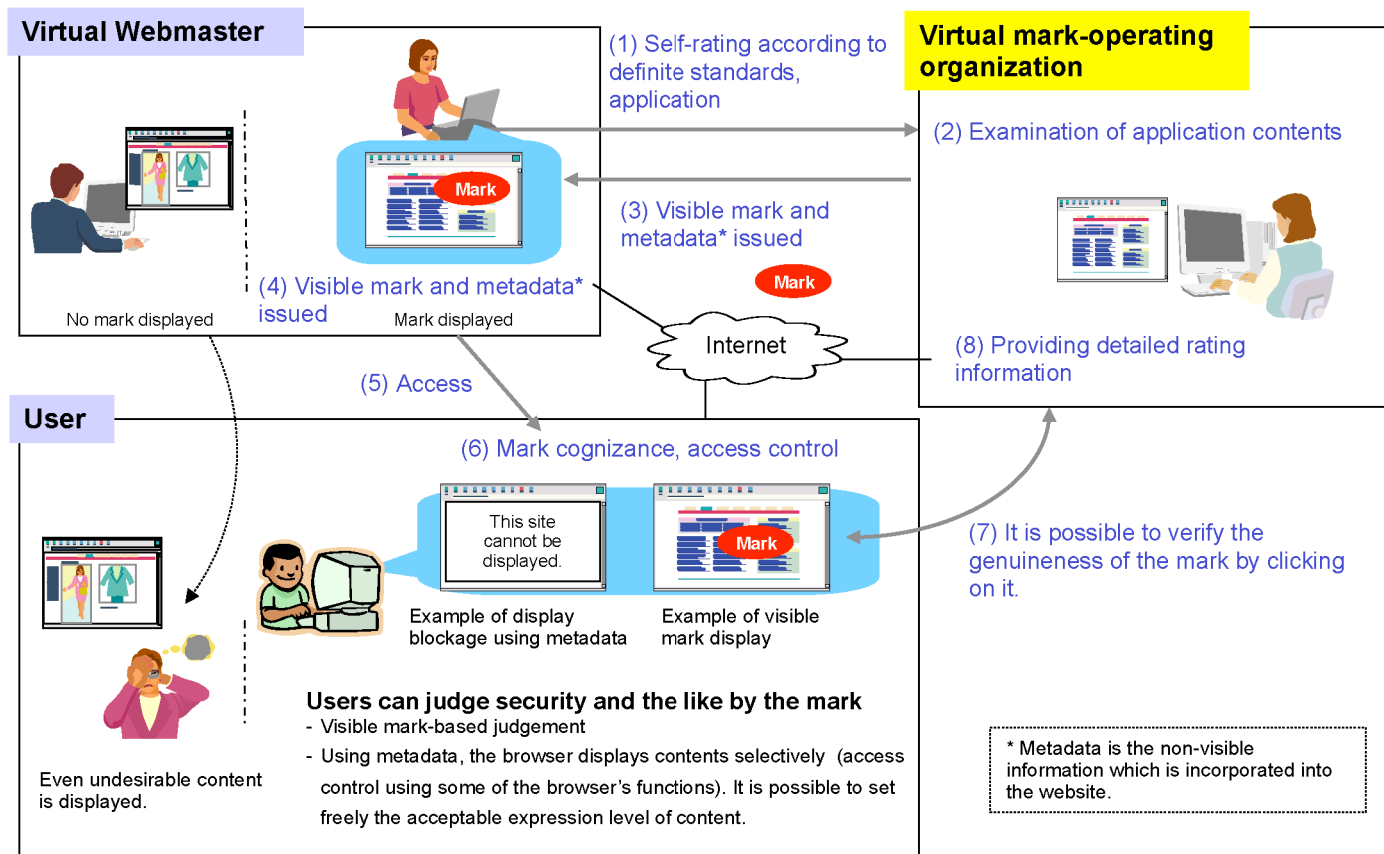 Virtual Webmaster
(1) Self-rating according to
definite standards,
application
Virtual mark-operating
organization
(2) Examination of application contents
Mark
(3) Visible mark and
metadata* issued
Mark
(4) Visible mark and metadata*
issued
No mark displayed
Mark displayed
Internet
(8) Providing detailed rating
information
(5) Access
User
(6) Mark cognizance, access control
This site
cannot be
displayed.
Mark
(7) It is possible to verify the
genuineness of the mark by clicking
on it.
Example of display
blockage using metadata
Example of visible
mark display
Users can judge security and the like by the mark
- Visible mark-based judgement
- Using metadata, the browser displays contents selectively (access
control using some of the browser's functions). It is possible to set
freely the acceptable expression level of content.
Even undesirable content
is displayed.
* Metadata is the non-visible
information which is incorporated into
the website.